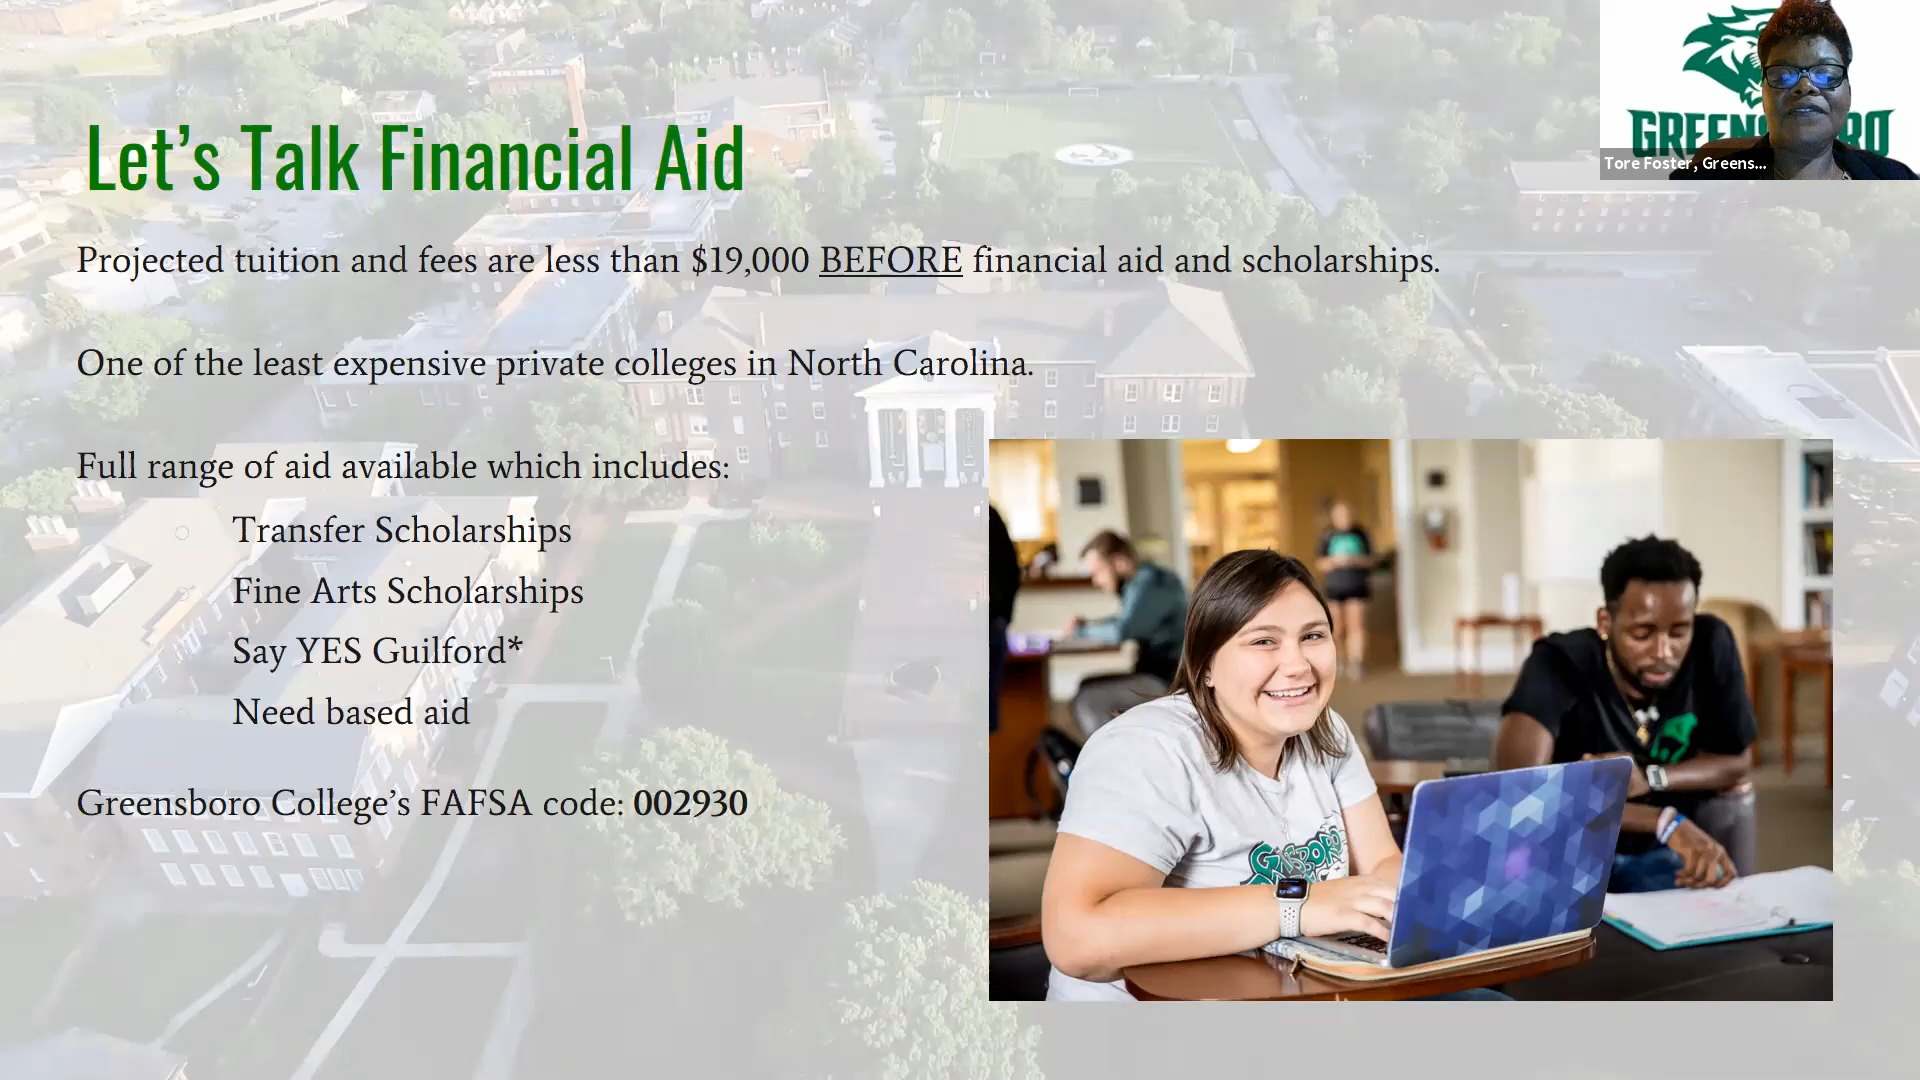 GREENSBORO
Tore Foster, Greens...
Let's Talk Financial Aid
Projected tuition and fees are less than $19,000 BEFORE financial aid and scholarships.
One of the least expensive private colleges in North Carolina.
Full range of aid available which includes:
Transfer Scholarships
Fine Arts Scholarships
Say YES Guilford*
Need based aid
Greensboro College’s FAFSA code: 002930